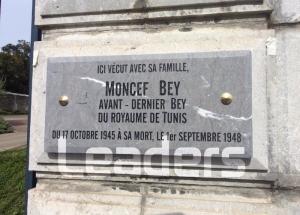 ICI VÉCUT AVEC SA FAMILLE,
MONCEF BEY
AVANT - DERNIER BEY
DU ROYAUME DE TUNIS
DU 17 OCTOBRE 1945 À SA MORT, LE 1er SEPTEMBRE 1948
Leaders